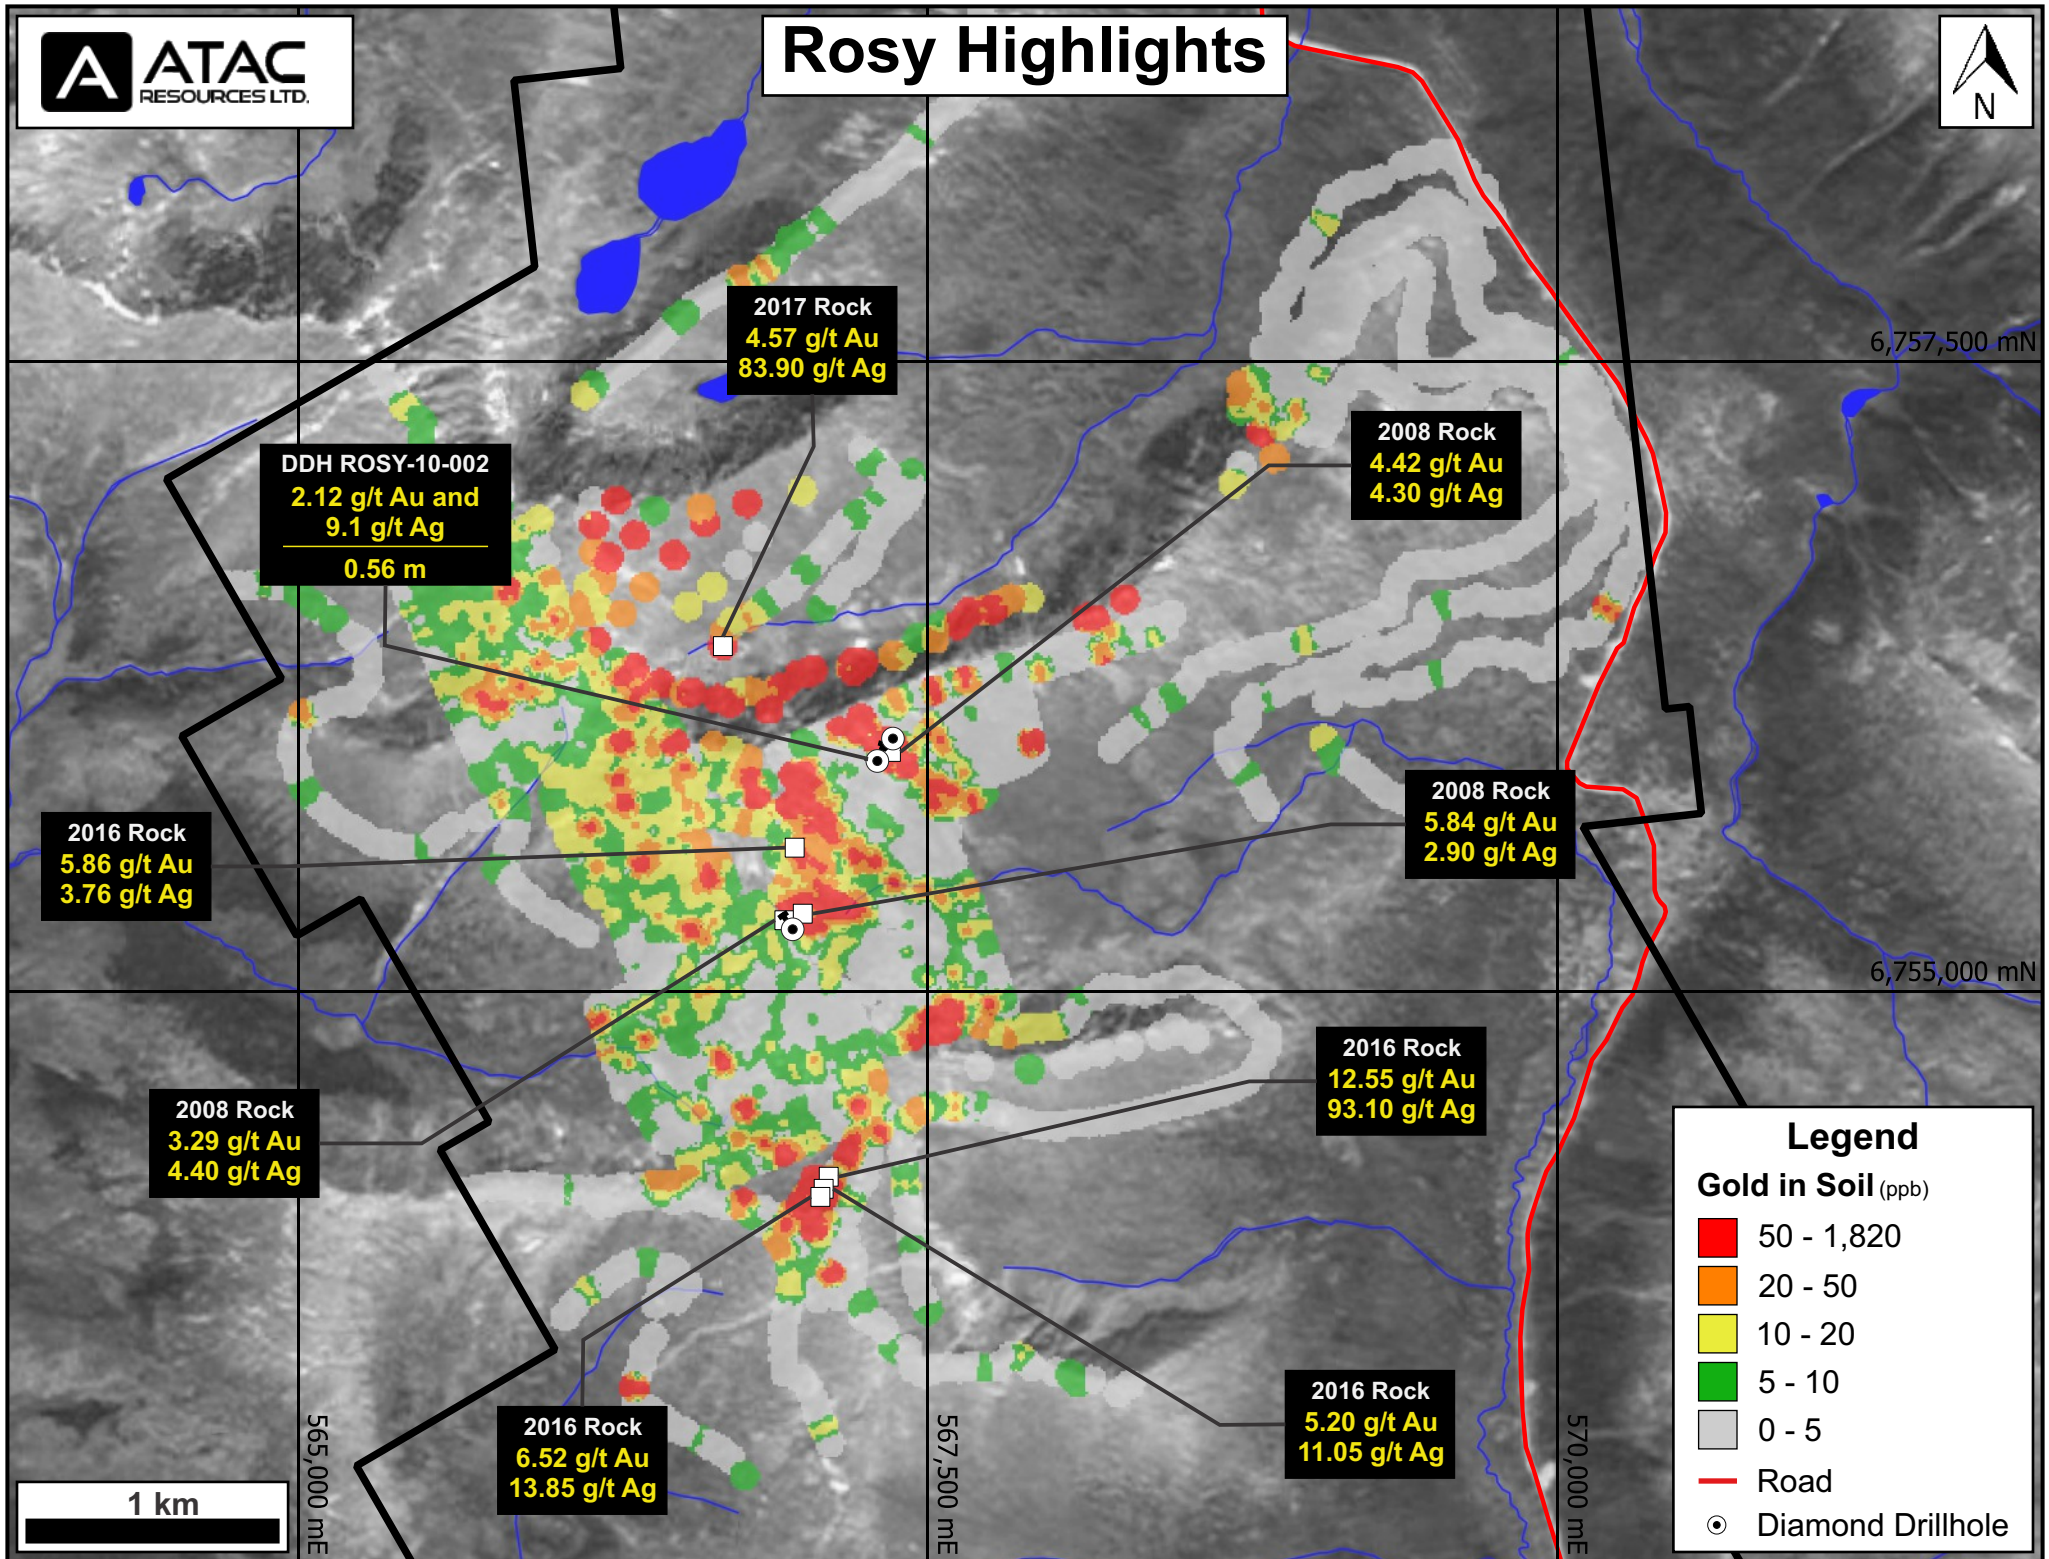 ATAC
RESOURCES LTD.
Rosy Highlights
N
2017 Rock
4.57 g/t Au
83.90 g/t Ag
6,757,500 mN
2008 Rock
4.42 g/t Au
4.30 g/t Ag
DDH ROSY-10-002
2.12 g/t Au and
9.1 g/t Ag
0.56 m
2008 Rock
5.84 g/t Au
2.90 g/t Ag
2016 Rock
5.86 g/t Au
3.76 g/t Ag
6,755,000 mN
2016 Rock
12.55 g/t Au
93.10 g/t Ag
2008 Rock
3.29 g/t Au
4.40 g/t Ag
2016 Rock
5.20 g/t Au
11.05 g/t Ag
2016 Rock
6.52 g/t Au
13.85 g/t Ag
565,000 mE
567,500 mE
570,000 mE
1 km
Legend
Gold in Soil (ppb)
50 - 1,820
20 - 50
10 - 20
5 - 10
0 - 5
Road
Diamond Drillhole